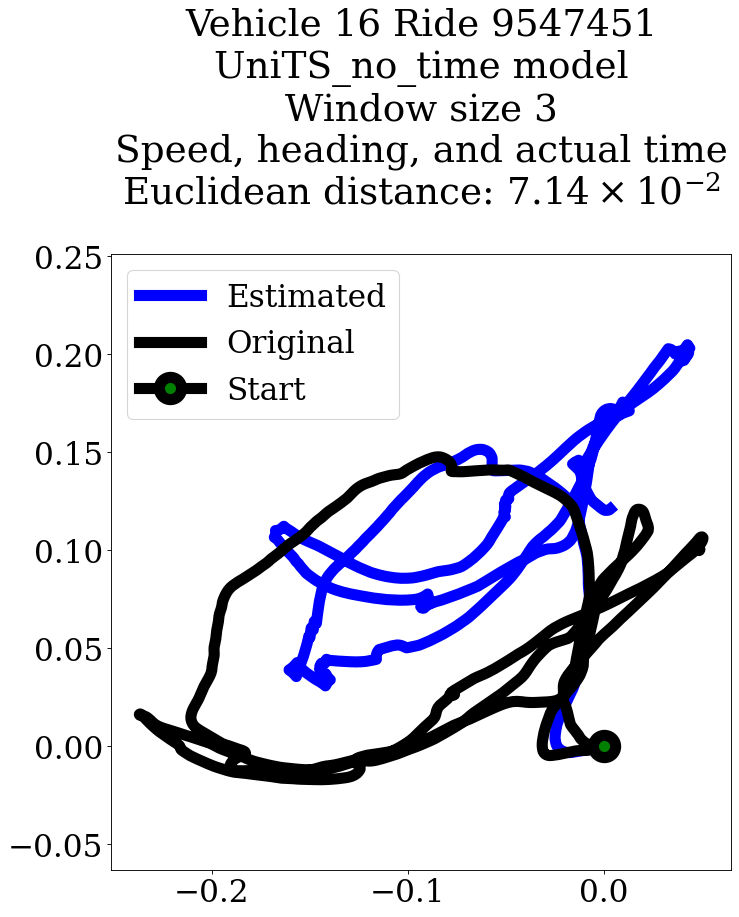 Vehicle 16 Ride 9547451
UniTS_no_time model
Window size 3
Speed, heading, and actual time
Euclidean distance: 7.14 × 10⁻²
0.25
0.20
0.15
0.10
0.05
0.00
−0.05
Estimated
Original
Start
−0.2
−0.1
0.0